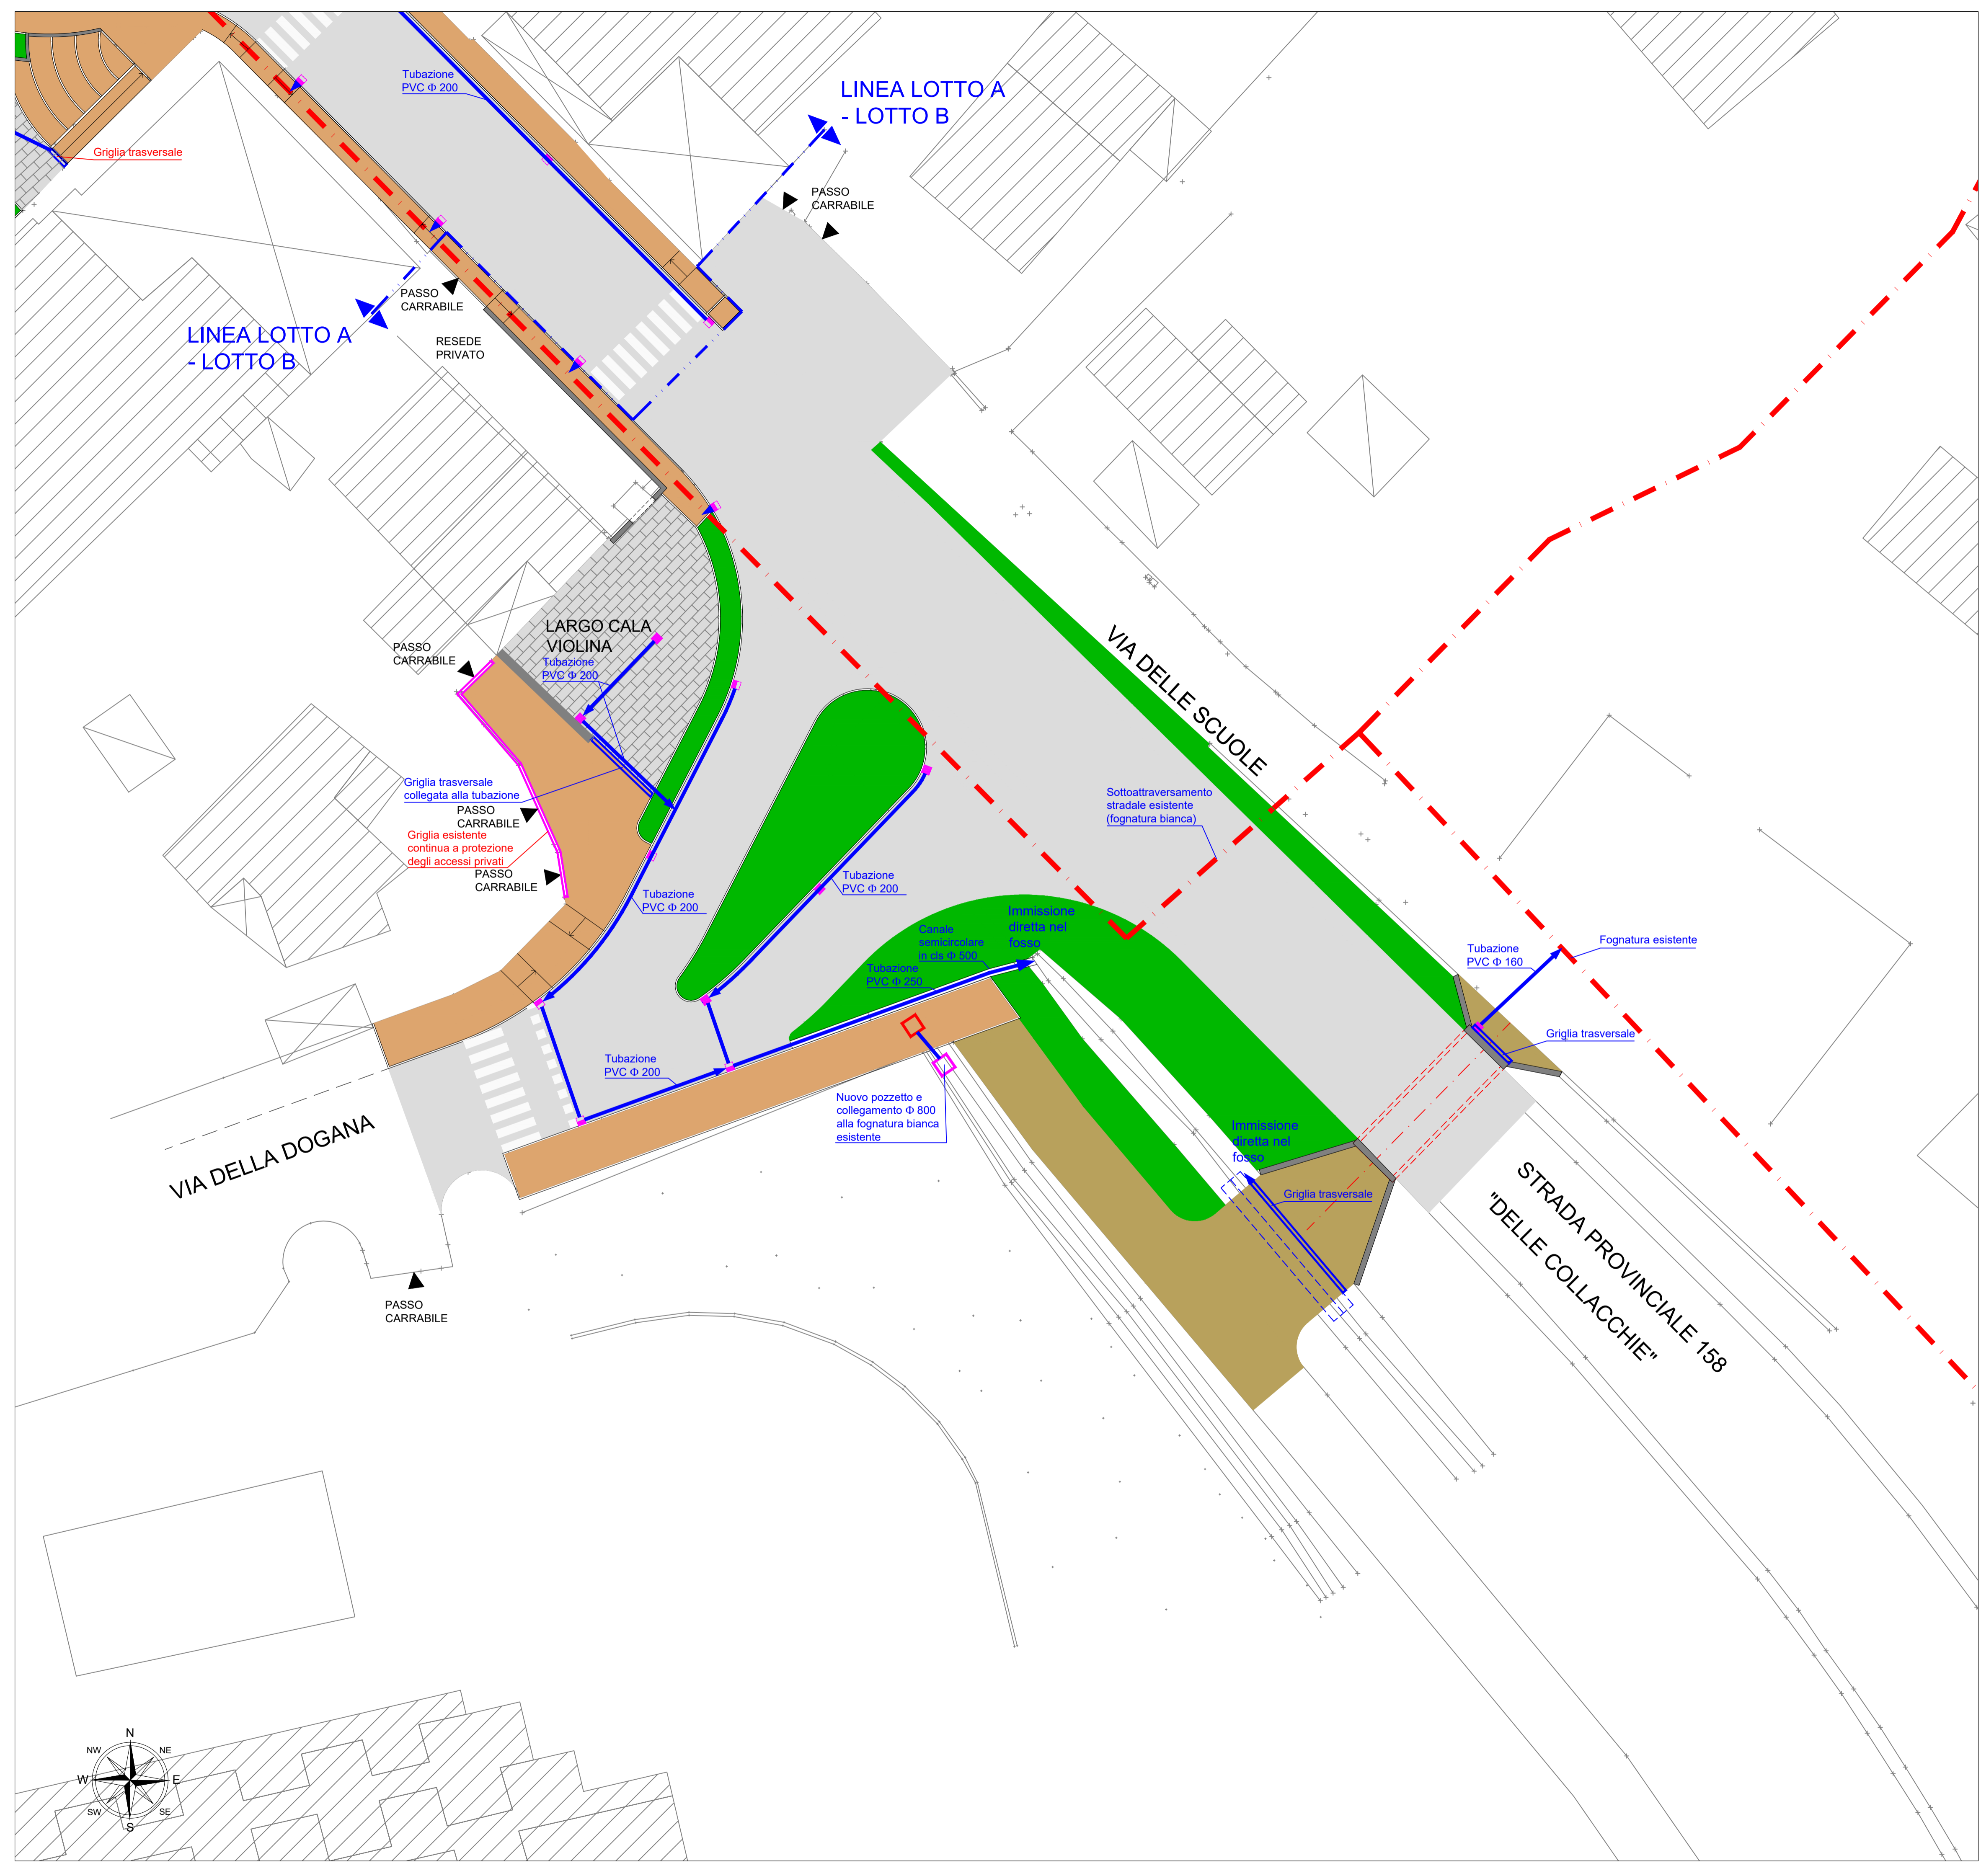 Tubazione
PVC Φ 200
LINEA LOTTO A
- LOTTO B
Griglia trasversale
PASSO
CARRABILE
PASSO
CARRABILE
LINEA LOTTO A
- LOTTO B
RESEDE
PRIVATO
LARGO CALA
VIOLINA
Tubazione
PVC Φ 200
PASSO
CARRABILE
VIA DELLE SCUOLE
Griglia trasversale
collegata alla tubazione
PASSO
CARRABILE
Griglia esistente
continua a protezione
degli accessi privati
PASSO
CARRABILE
Sottoattraversamento
stradale esistente
(fognatura bianca)
Tubazione
PVC Φ 200
Tubazione
PVC Φ 200
Immissione
diretta nel
fosso
Canale
semicircolare
in cls Φ 500
Tubazione
PVC Φ 250
Tubazione
PVC Φ 160
Fognatura esistente
Griglia trasversale
Tubazione
PVC Φ 200
Nuovo pozzetto e
collegamento Φ 800
alla fognatura bianca
esistente
VIA DELLA DOGANA
Immissione
diretta nel
fosso
Griglia trasversale
STRADA PROVINCIALE 158
"DELLE COLLACCHIE"
PASSO
CARRABILE
N
NW
NE
W
E
SW
SE
S